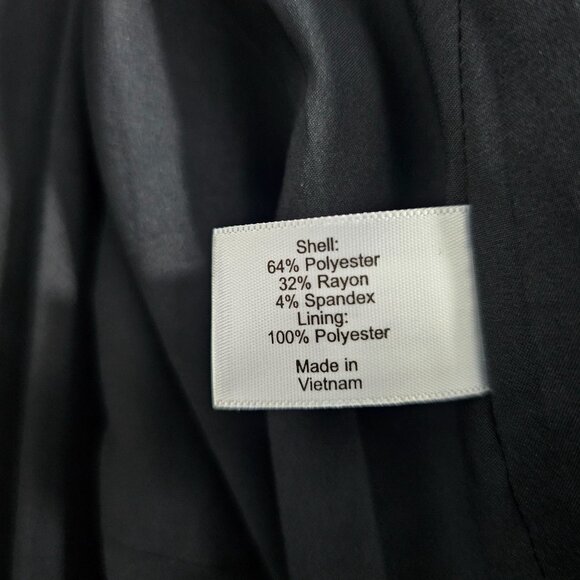 Shell:
64% Polyester
32% Rayon
4% Spandex
Lining:
100% Polyester
Made in
Vietnam